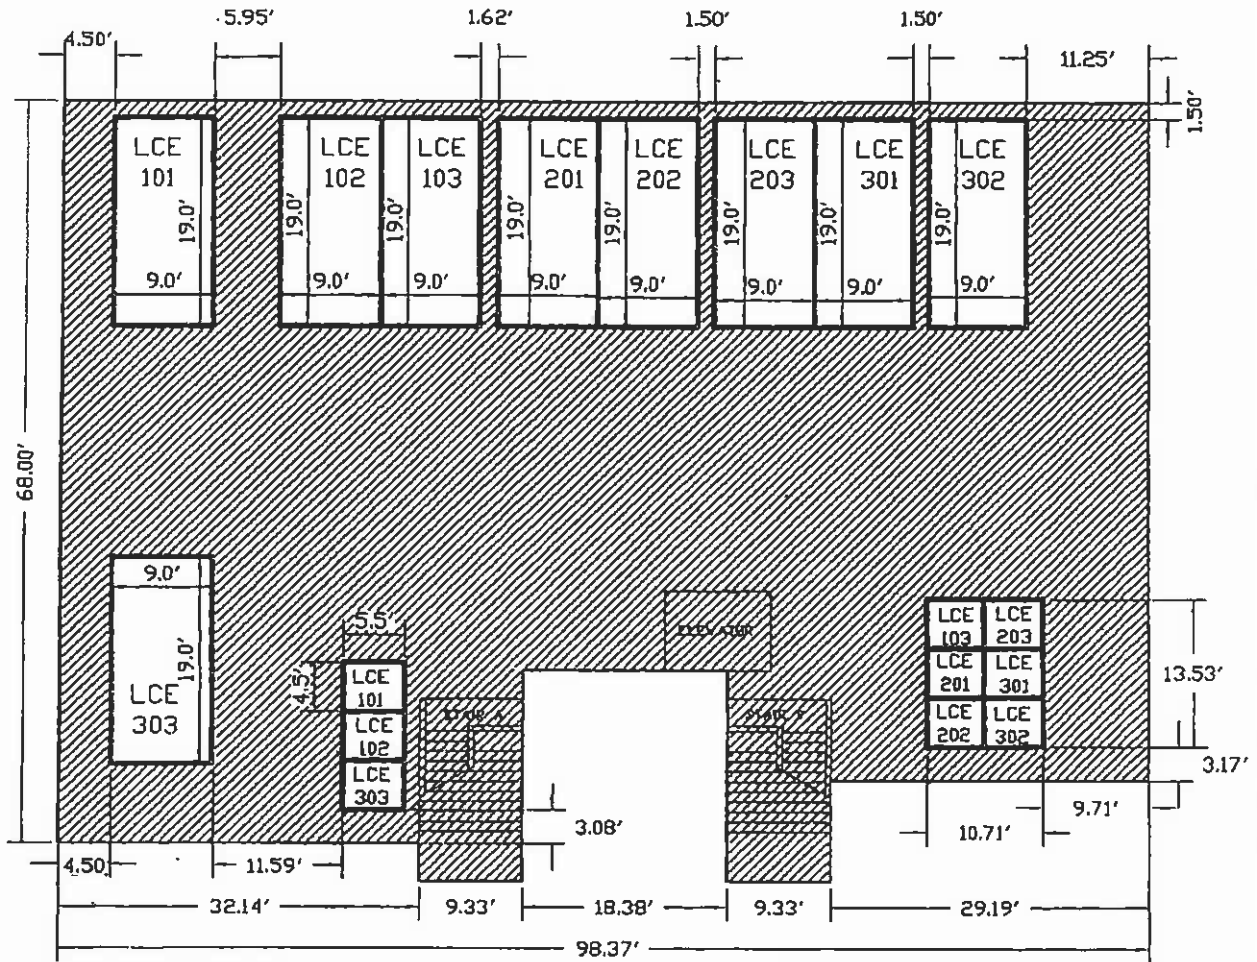 5.95'
1.62'
1.50'
1.50'
4.50'
11.25'
1.50'
LCE
101
LCE
102
LCE
103
LCE
201
LCE
202
LCE
203
LCE
301
LCE
302
19.0'
19.0'
19.0'
19.0'
19.0'
19.0'
19.0'
19.0'
9.0'
9.0'
9.0'
9.0'
9.0'
9.0'
9.0'
9.0'
68.00'
9.0'
19.0'
LCE
303
5.5'
4.5'
LCE
101
LCE
102
LCE
303
ELEVATOR
STAIR A
STAIR
LCE
103
LCE
203
LCE
201
LCE
301
LCE
202
LCE
302
13.53'
3.17'
9.71'
10.71'
3.08'
4.50
11.59'
32.14'
9.33'
18.38'
9.33'
29.19'
98.37'